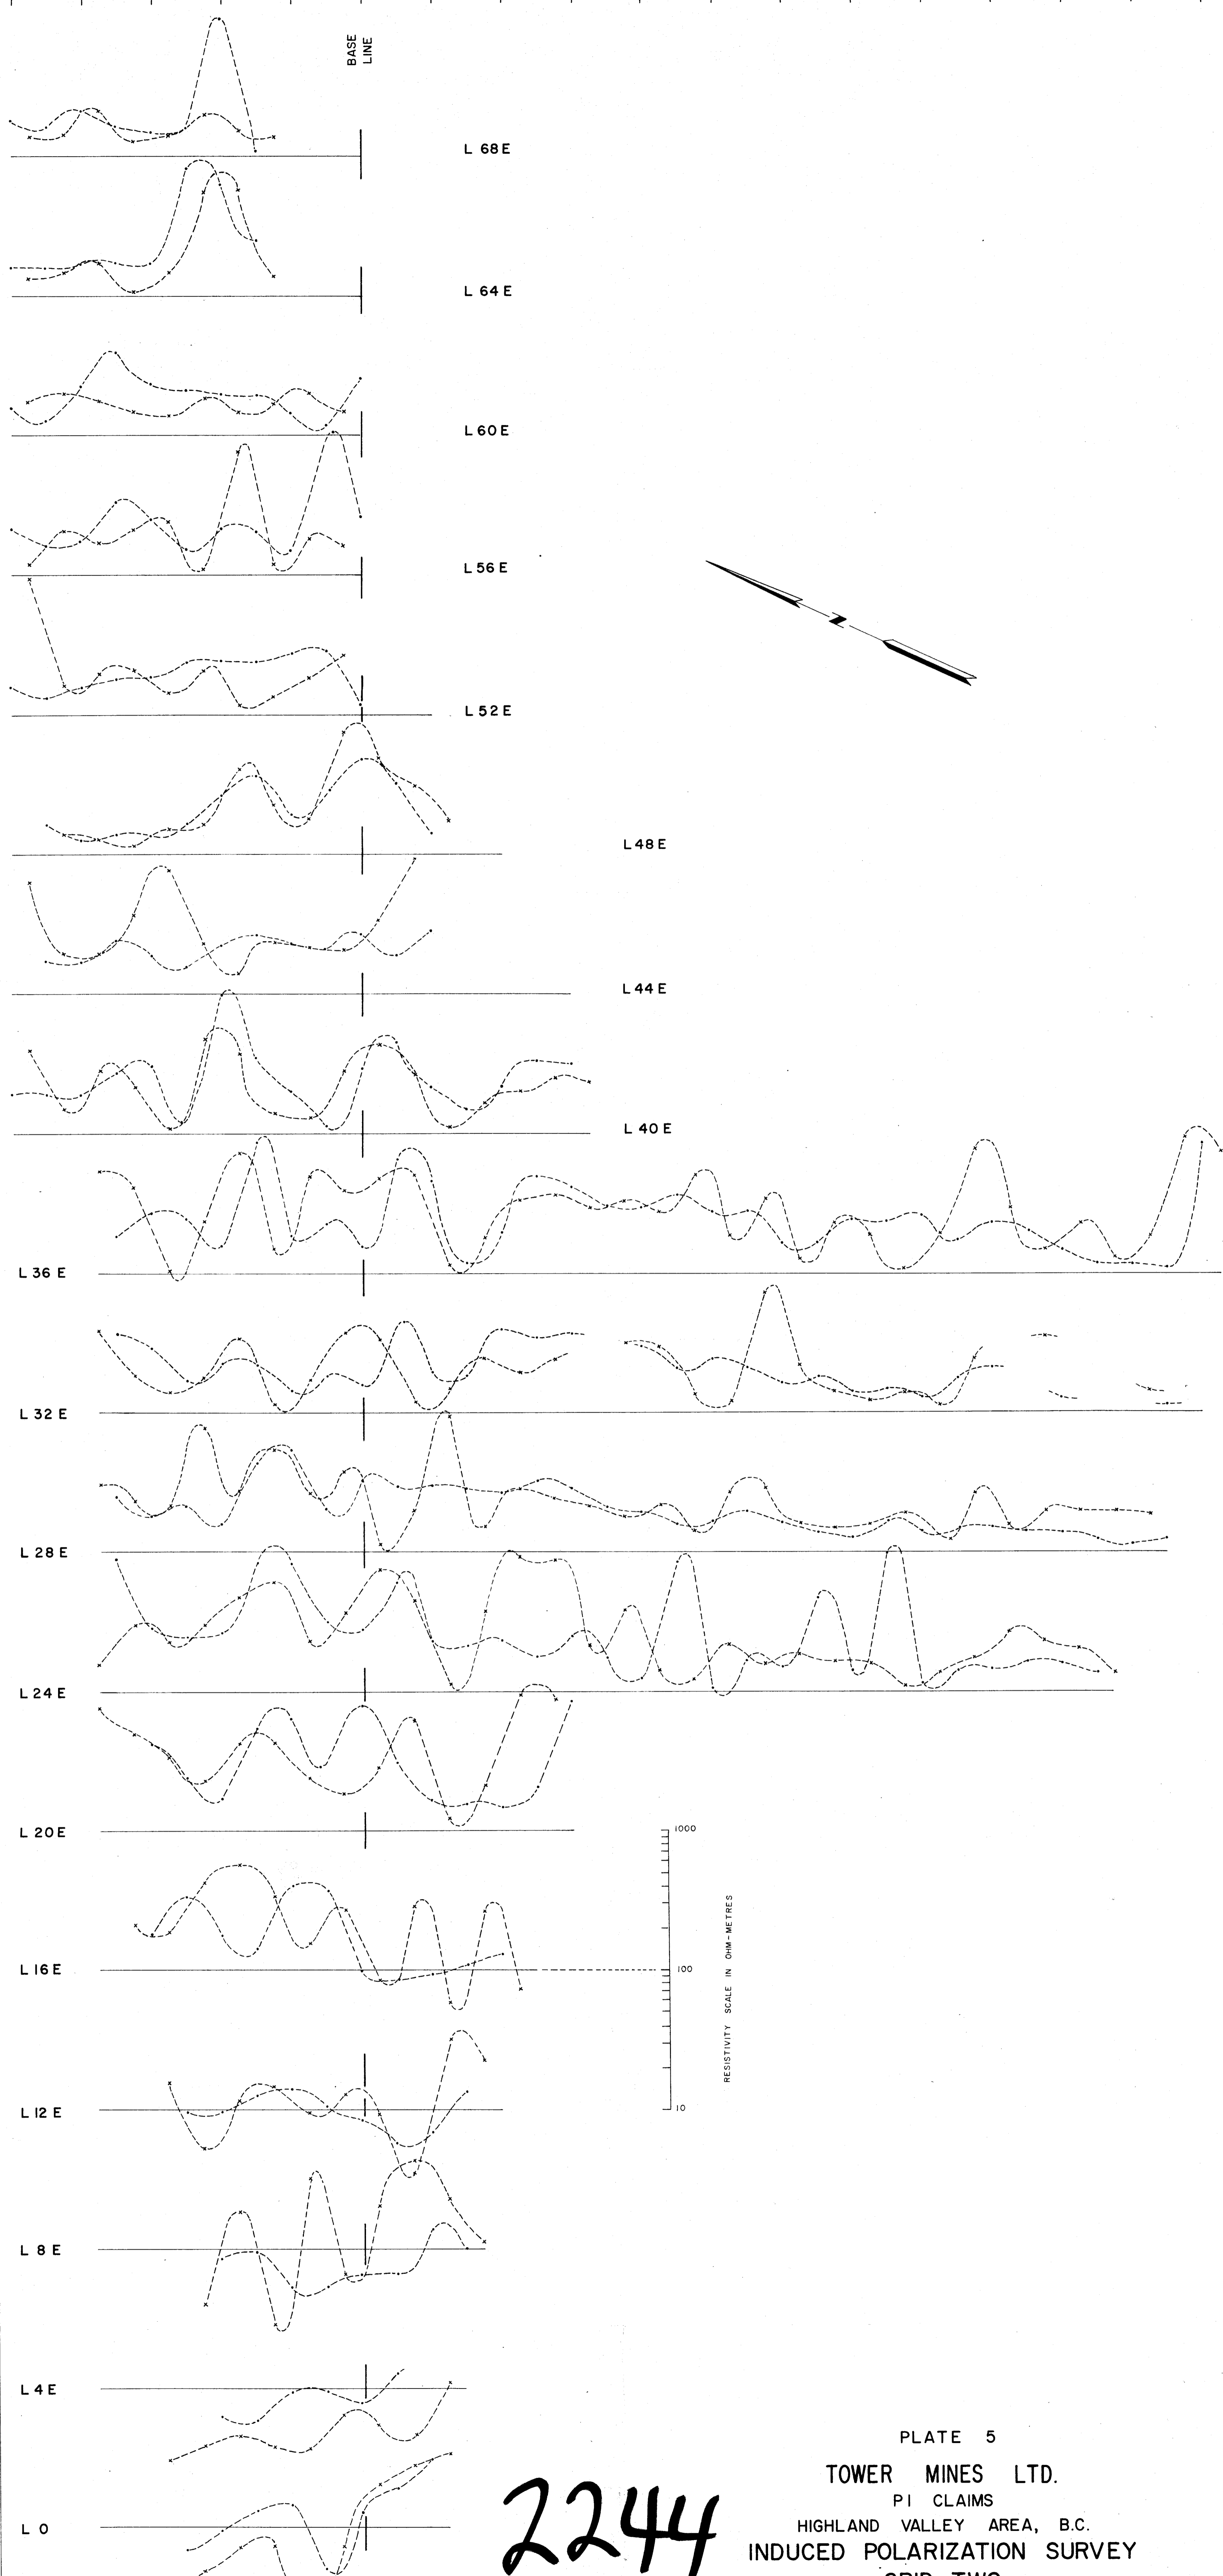 BASE
LINE
L 68 E
L 64 E
L 60 E
L 56 E
N
L 52 E
L 48 E
L 44 E
L 40 E
L 36 E
L 32 E
L 28 E
L 24 E
L 20 E
1000
L 16 E
100
RESISTIVITY SCALE IN OHM-METRES
L 12 E
10
L 8 E
L 4 E
PLATE 5
TOWER MINES LTD.
PI CLAIMS
L 0
2244
HIGHLAND VALLEY AREA, B.C.
INDUCED POLARIZATION SURVEY
GRID TWO